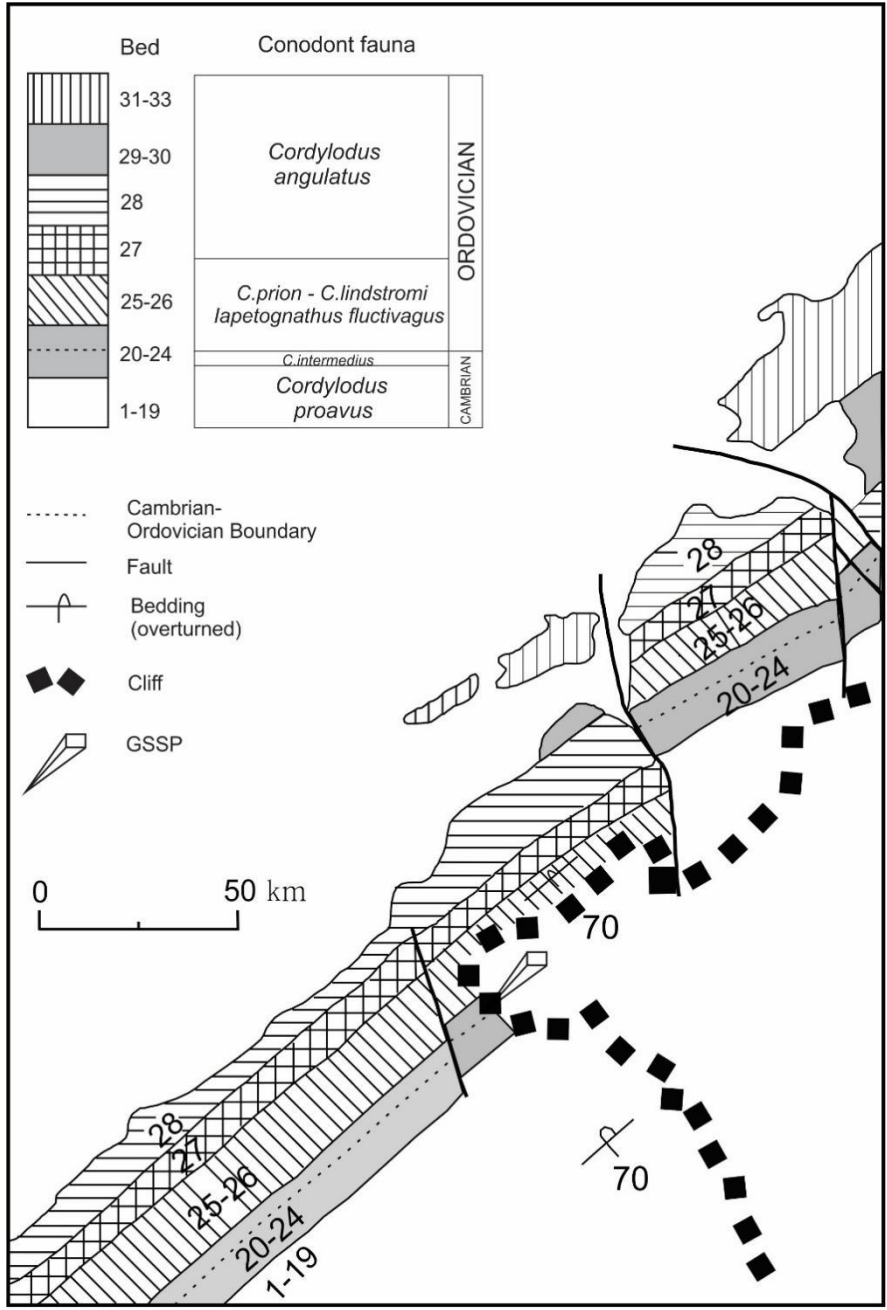 Bed
Conodont fauna
31-33
29-30
28
27
25-26
20-24
1-19
Cordylodus
angulatus
C.prion - C.lindstromi
Iapetognathus fluctivagus
C.intermedius
Cordylodus
proavus
ORDOVICIAN
CAMBRIAN
Cambrian-
Ordovician Boundary
Fault
Bedding
(overturned)
Cliff
GSSP
0 50 km
28
27
25-26
20-24
70
70
28
27
25-26
20-24
1-19